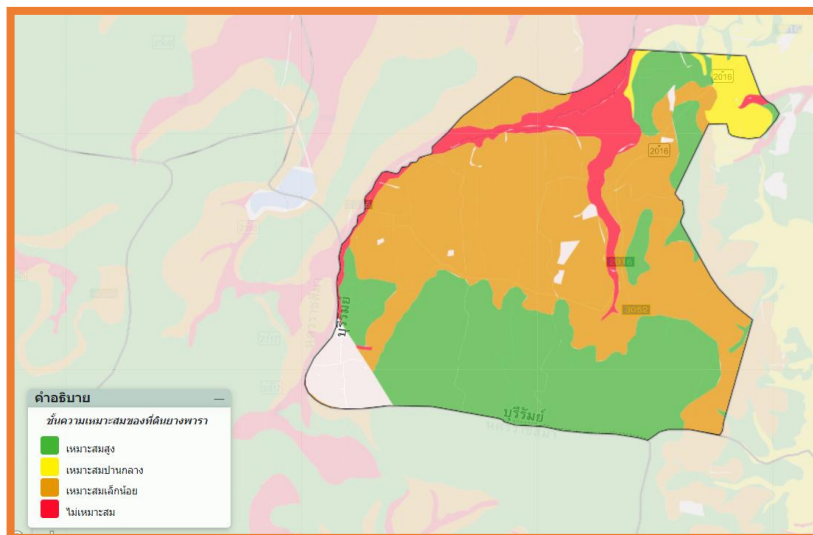 2016
2016
3052
บุรีรัมย์
บุรีรัมย์
คำอธิบาย
ชั้นความเหมาะสมของที่ดินยางพารา
เหมาะสมสูง
เหมาะสมปานกลาง
เหมาะสมเล็กน้อย
ไม่เหมาะสม